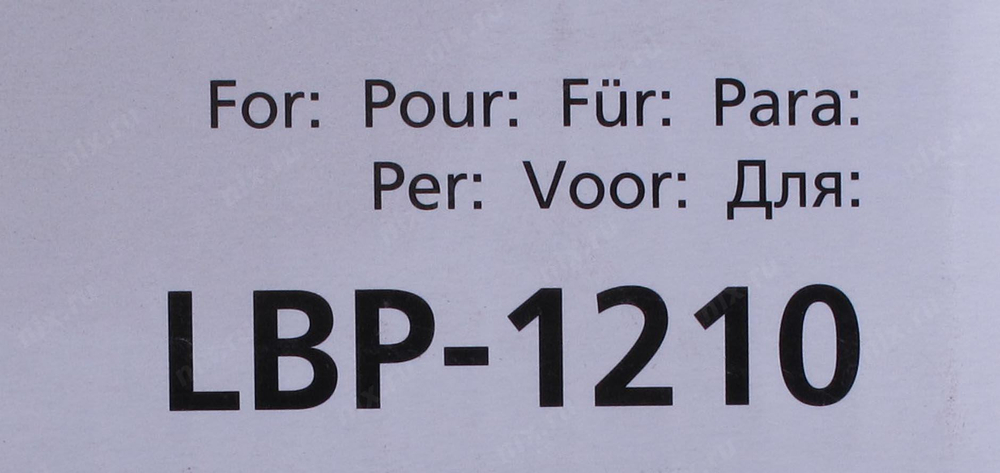 For: Pour: Für: Para:
Per: Voor: Для:
LBP-1210